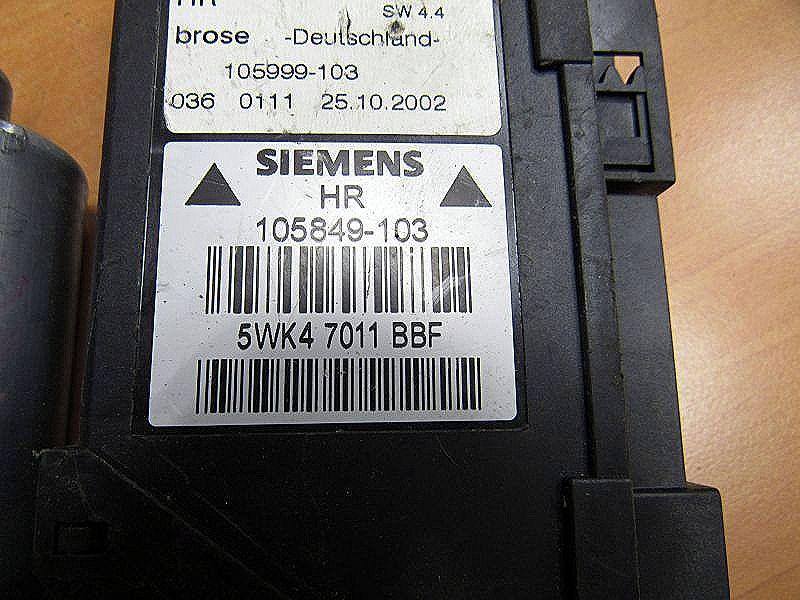 HR SW 4.4
brose -Deutschland-
105999-103
036 0111 25.10.2002
SIEMENS
HR
105849-103
5WK4 7011 BBF